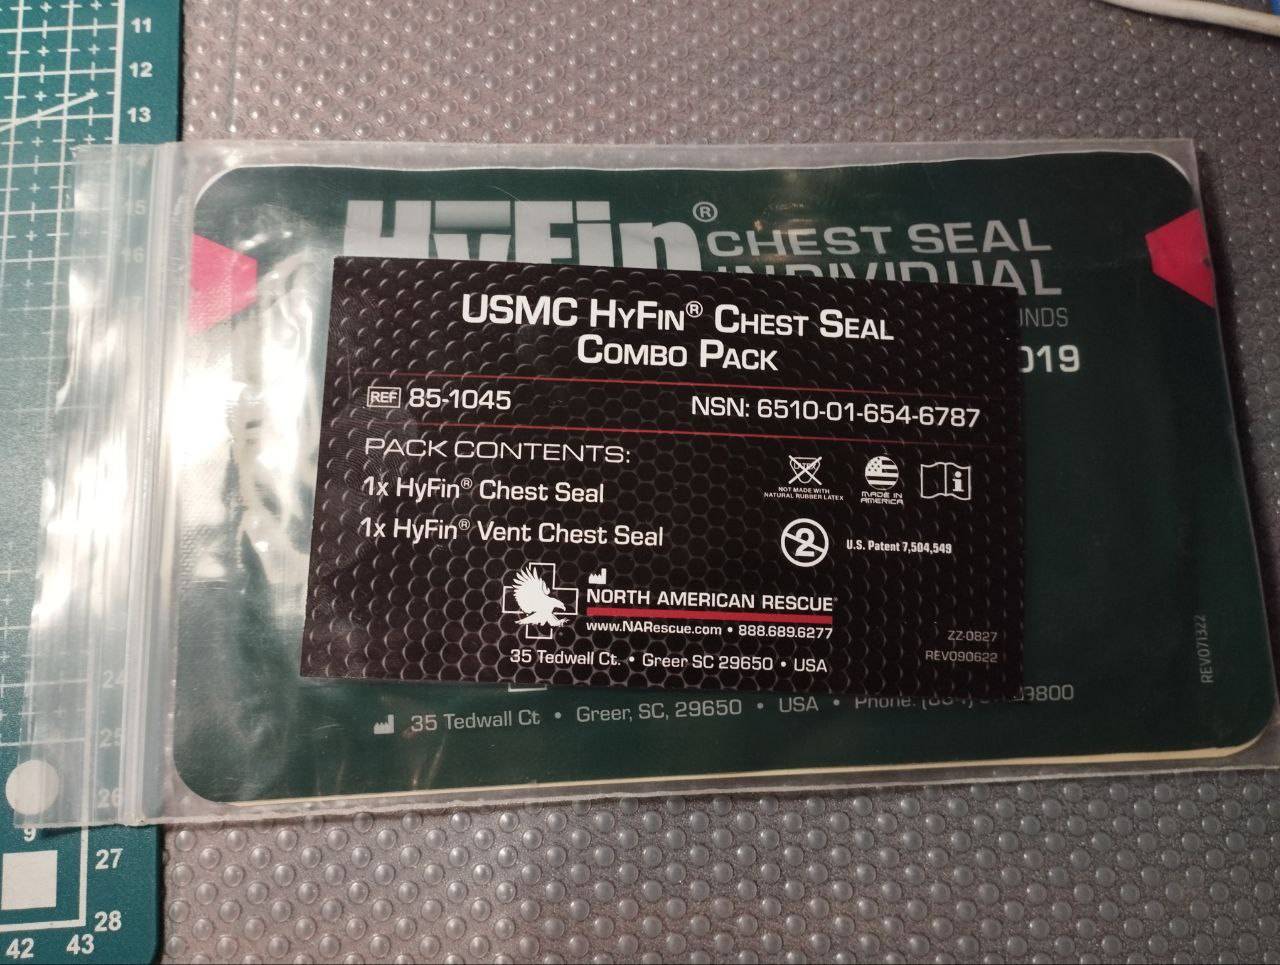 11
12
13
15
16
HyFin® CHEST SEAL
INDIVIDUAL
USMC HYFIN® CHEST SEAL
COMBO PACK
REF 85-1045
NSN: 6510-01-654-6787
PACK CONTENTS:
1x HyFin® Chest Seal
1x HyFin® Vent Chest Seal
LATEX
NOT MADE WITH
NATURAL RUBBER LATEX
MADE IN
AMERICA
i
2
U.S. Patent 7,504,549
NORTH AMERICAN RESCUE®
www.NARescue.com • 888.689.6277
35 Tedwall Ct. • Greer SC 29650 • USA
ZZ-0827
REV090622
REV071322
35 Tedwall Ct • Greer, SC, 29650 • USA • Phone:
24
25
26
9
27
28
42 43